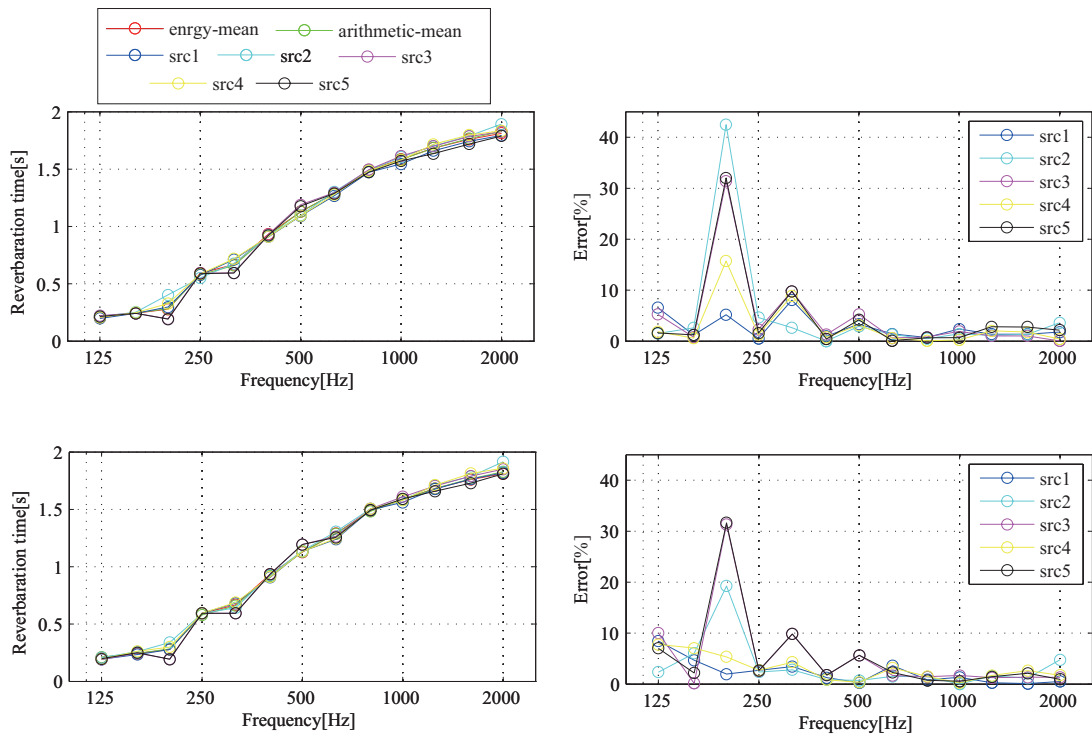 enrgy-mean arithmetic-mean
src1 src2 src3
src4 src5
Reverbaration time[s]
2
1.5
1
0.5
0
125 250 500 1000 2000
Frequency[Hz]
Error[%]
40
30
20
10
0
125 250 500 1000 2000
Frequency[Hz]
src1
src2
src3
src4
src5
Reverbaration time[s]
2
1.5
1
0.5
0
125 250 500 1000 2000
Frequency[Hz]
Error[%]
40
30
20
10
0
125 250 500 1000 2000
Frequency[Hz]
src1
src2
src3
src4
src5